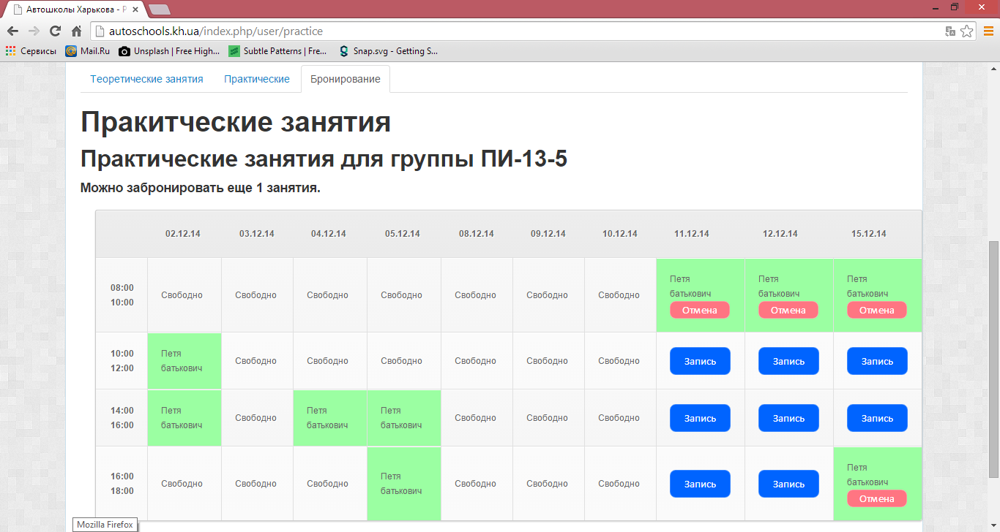 Автошколы Харькова - Р
autoschools.kh.ua/index.php/user/practice
Сервисы Mail.Ru Unsplash | Free High... Subtle Patterns | Fre... Snap.svg - Getting S...
Теоретические занятия Практические Бронирование
Пракитческие занятия
Практические занятия для группы ПИ-13-5
Можно забронировать еще 1 занятия.
02.12.14 03.12.14 04.12.14 05.12.14 08.12.14 09.12.14 10.12.14 11.12.14 12.12.14 15.12.14
08:00
10:00
Свободно Свободно Свободно Свободно Свободно Свободно Свободно
Петя Петя Петя
батькович батькович батькович
Отмена Отмена Отмена
10:00
12:00
Петя
батькович
Свободно Свободно Свободно Свободно Свободно Свободно Запись Запись Запись
14:00
16:00
Петя
батькович
Свободно
Петя
батькович
Петя
батькович
Свободно Свободно Свободно Запись Запись Запись
16:00
18:00
Свободно Свободно Свободно
Петя
батькович
Свободно Свободно Свободно Запись Запись
Петя
батькович
Отмена
Mozilla Firefox